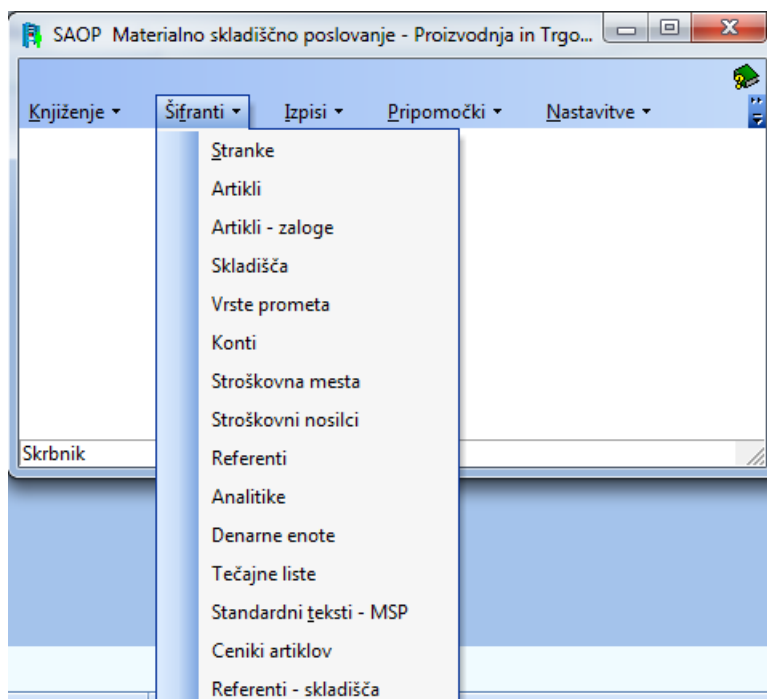 SAOP Materialno skladiščno poslovanje - Proizvodnja in Trgo...
Knjiženje Šifranti Izpisi Pripomočki Nastavitve
Stranke
Artikli
Artikli - zaloge
Skladišča
Vrste prometa
Konti
Stroškovna mesta
Stroškovni nosilci
Skrbnik
Referenti
Analitike
Denarne enote
Tečajne liste
Standardni teksti - MSP
Ceniki artiklov
Referenti - skladišča